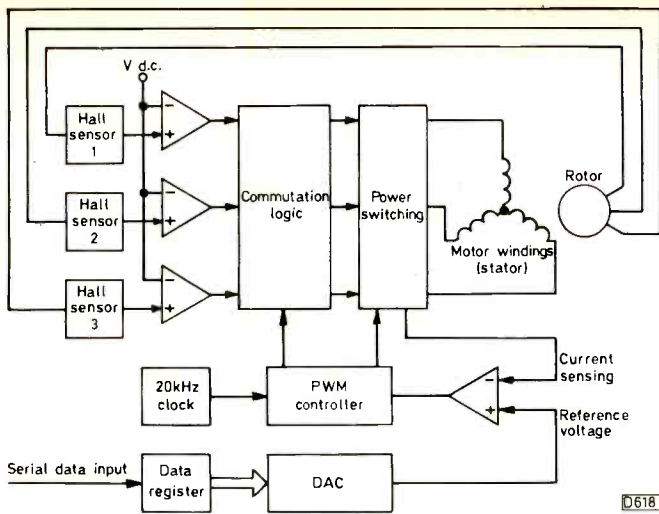 V d.c.
Hall
sensor
1
Hall
sensor
2
Hall
sensor
3
−
+
−
+
−
+
Commutation
logic
Power
switching
Rotor
Motor windings
(stator)
20kHz
clock
PWM
controller
−
+
Current
sensing
Reference
voltage
Serial data input
Data
register
DAC
D618